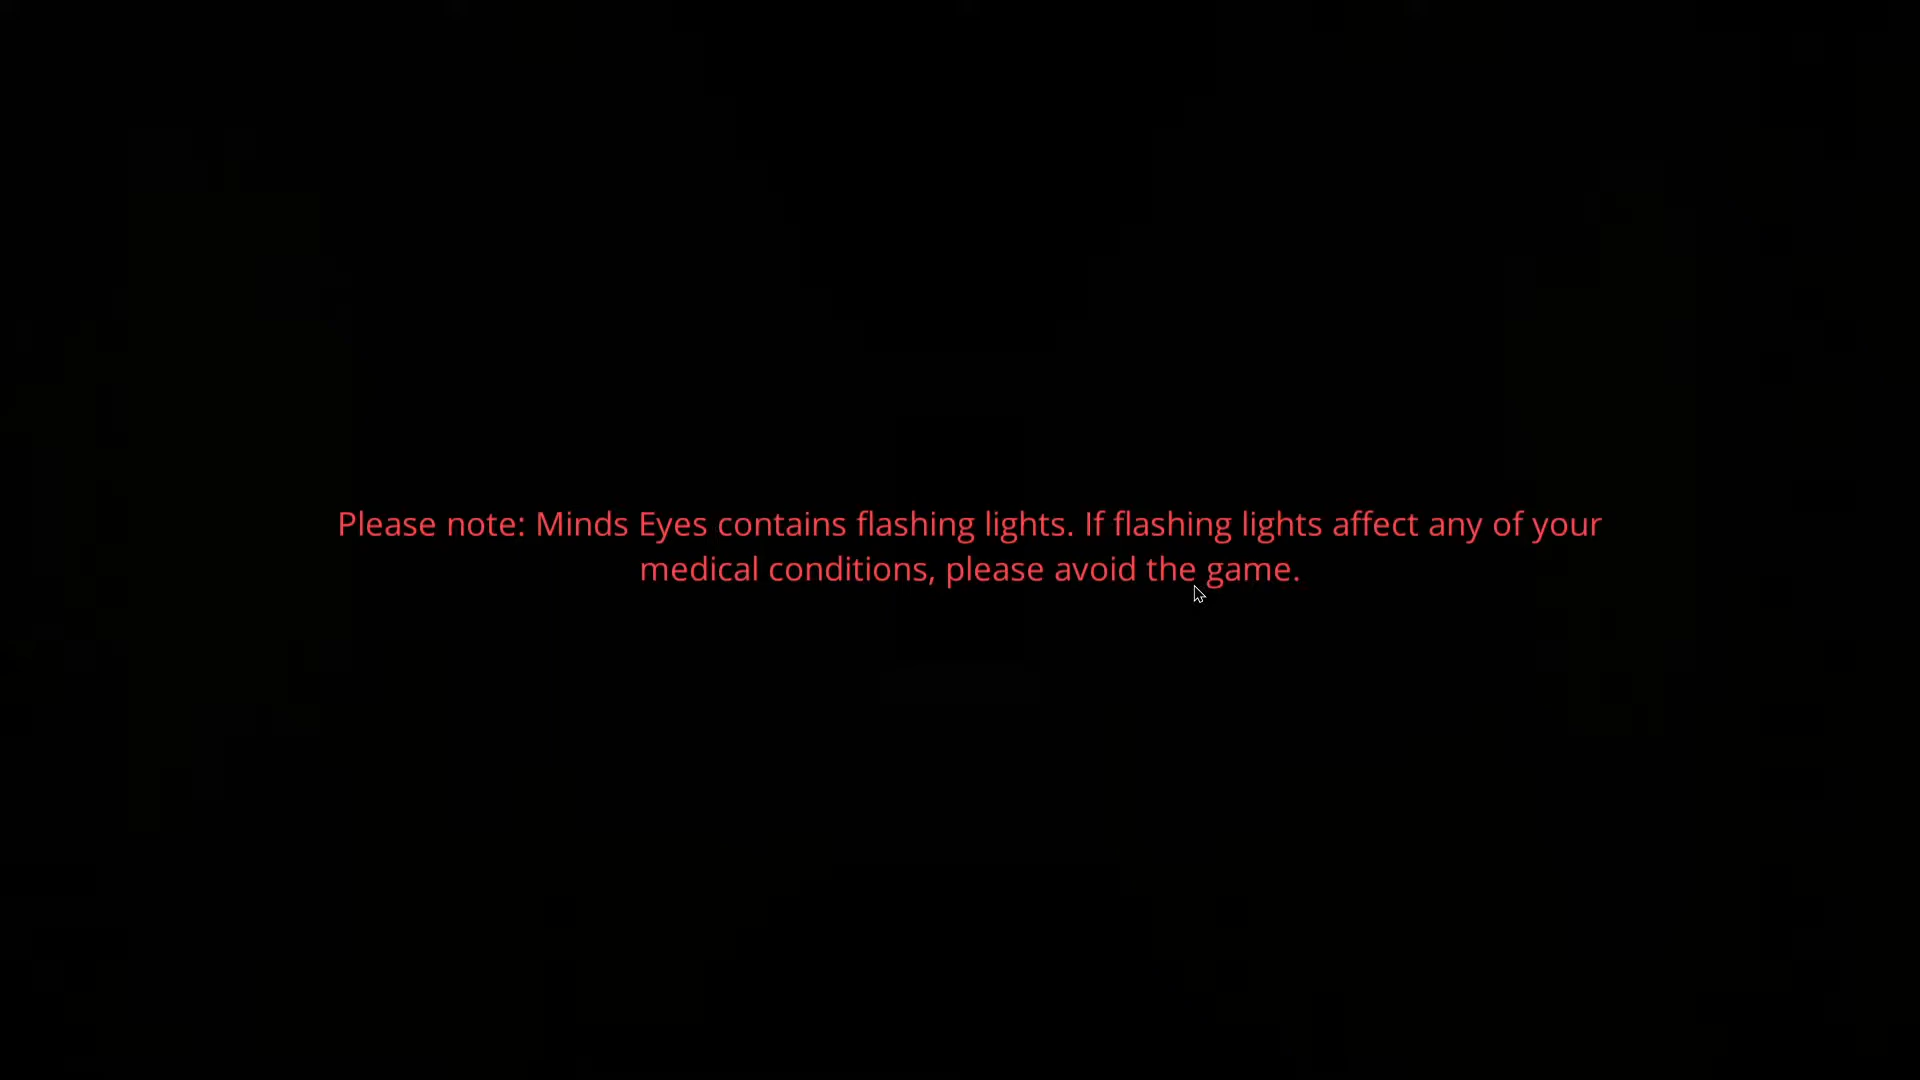 Please note: Minds Eyes contains flashing lights. If flashing lights affect any of your
medical conditions, please avoid the game.